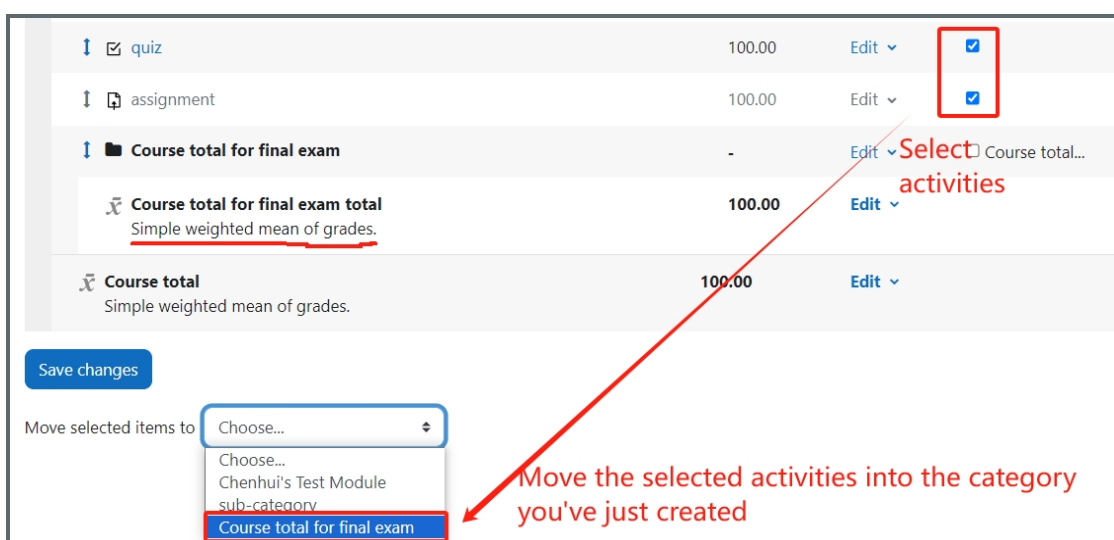 quiz 100.00 Edit
assignment 100.00 Edit
Course total for final exam - Edit Course total...
Select
activities
Course total for final exam total 100.00 Edit
Simple weighted mean of grades.
Course total 100.00 Edit
Simple weighted mean of grades.
Save changes
Move selected items to Choose...
Choose...
Chenhui's Test Module
sub-category
Course total for final exam
Move the selected activities into the category
you've just created